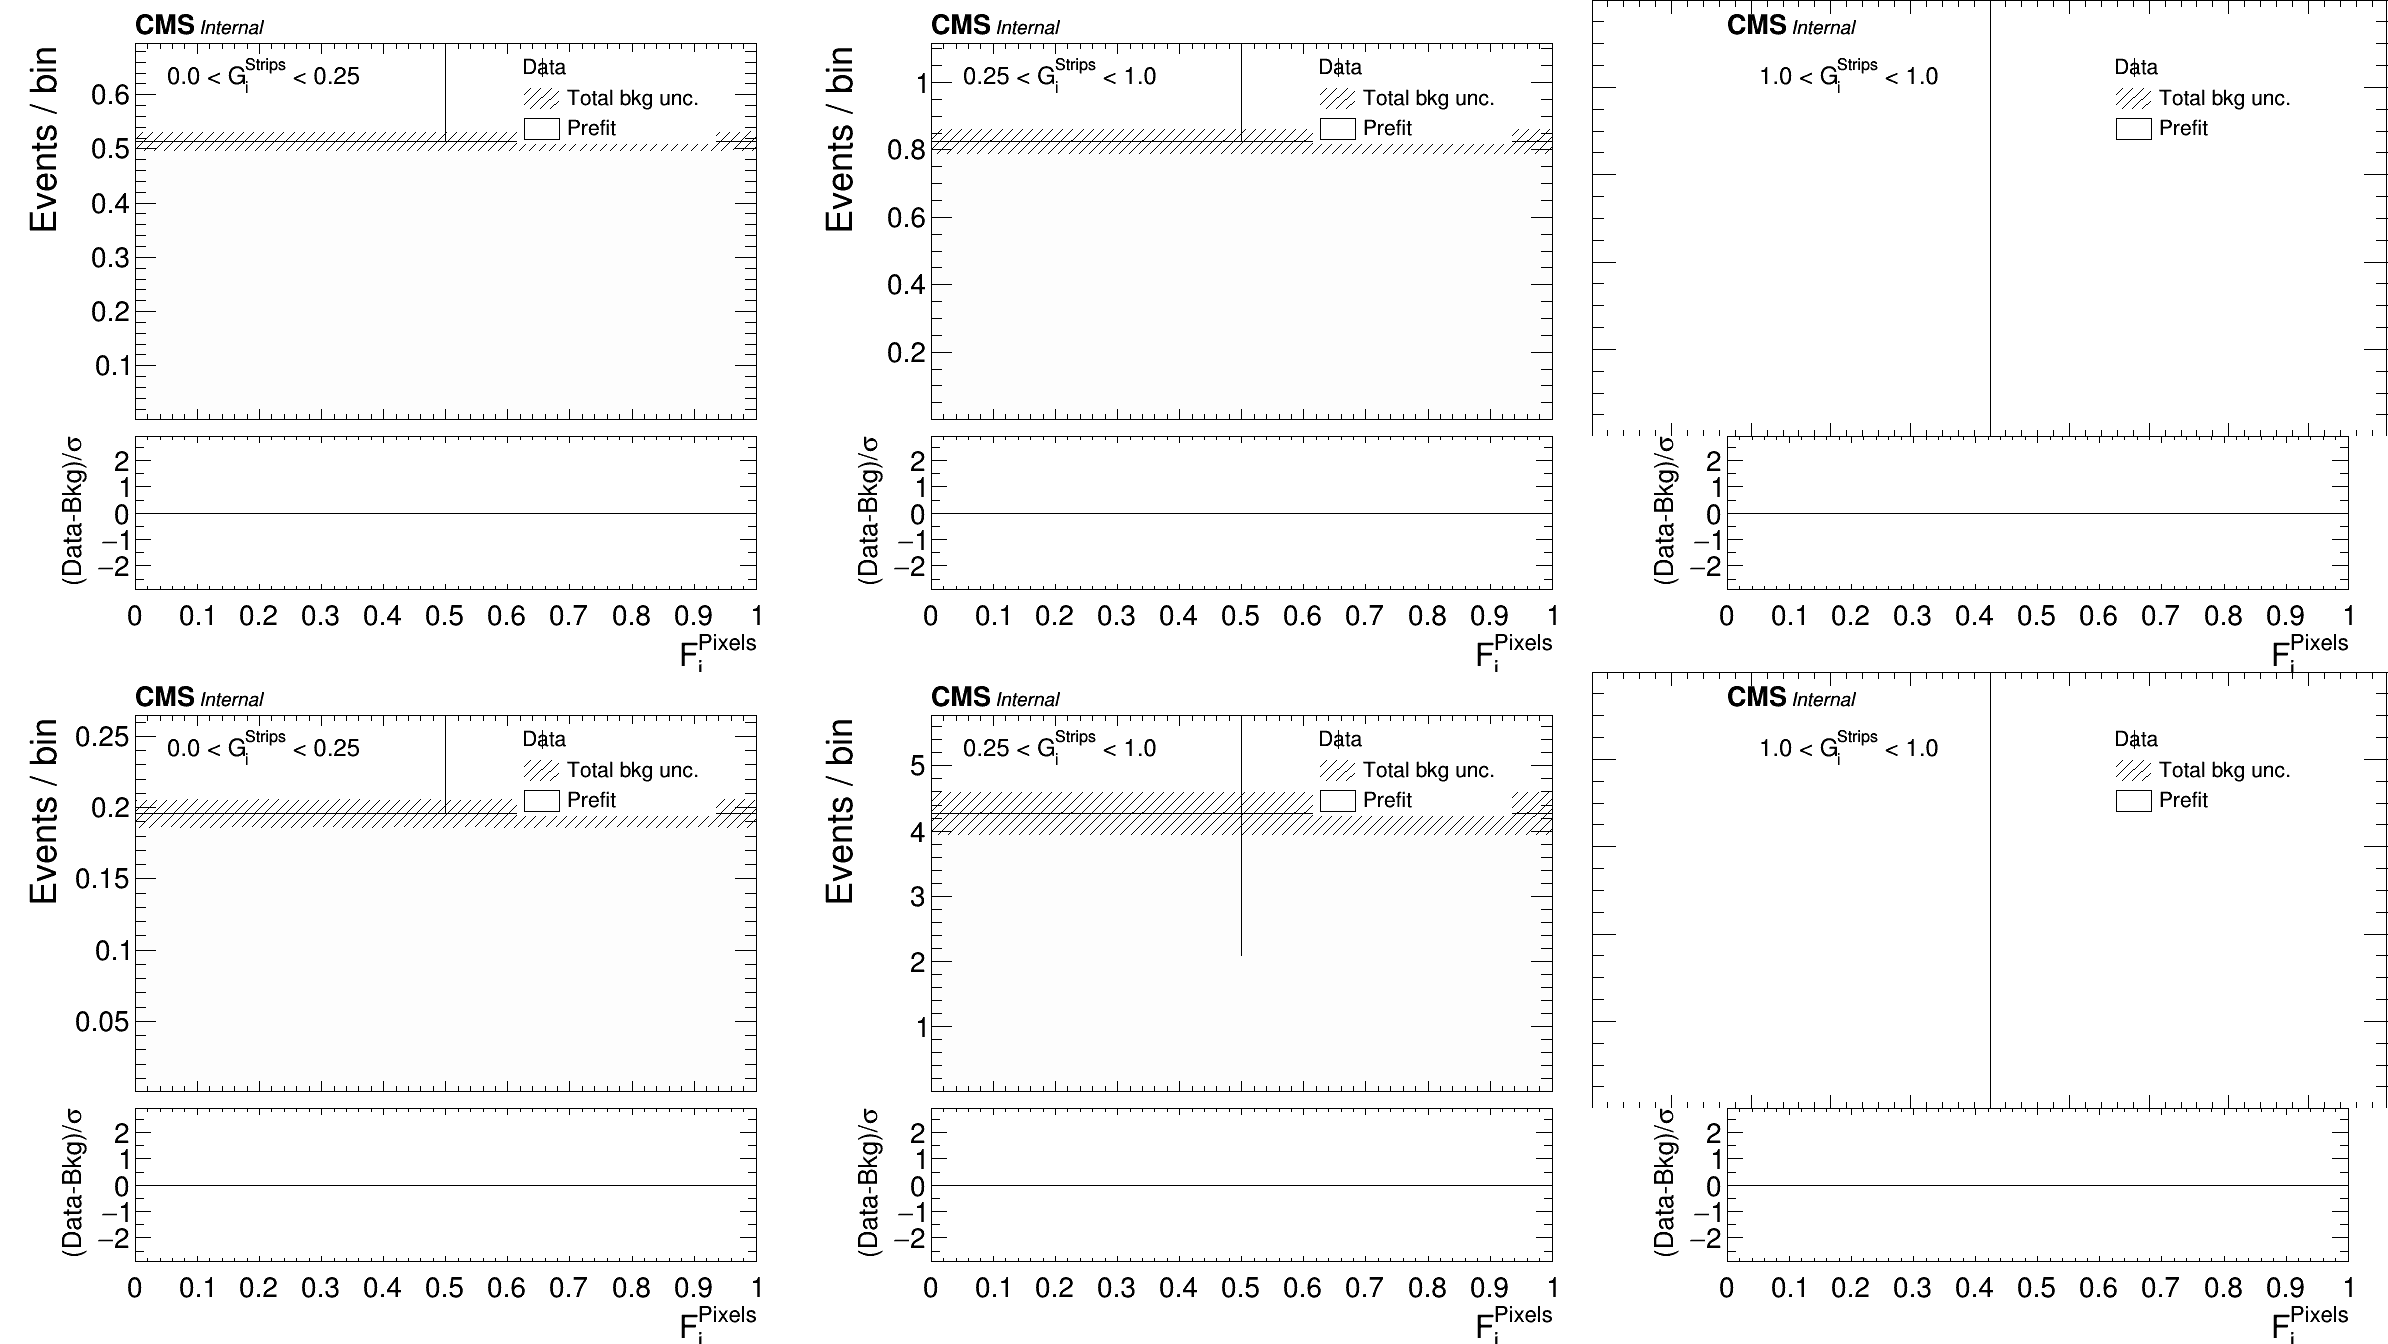 CMS Internal
Events / bin
0.0 < G_i^Strips < 0.25
Data
Total bkg unc.
Prefit
0.6
0.5
0.4
0.3
0.2
0.1
(Data-Bkg)/σ
2
1
0
−1
−2
0 0.1 0.2 0.3 0.4 0.5 0.6 0.7 0.8 0.9 1
F_i^Pixels
CMS Internal
Events / bin
0.25 < G_i^Strips < 1.0
Data
Total bkg unc.
Prefit
1
0.8
0.6
0.4
0.2
(Data-Bkg)/σ
2
1
0
−1
−2
0 0.1 0.2 0.3 0.4 0.5 0.6 0.7 0.8 0.9 1
F_i^Pixels
CMS Internal
1.0 < G_i^Strips < 1.0
Data
Total bkg unc.
Prefit
(Data-Bkg)/σ
2
1
0
−1
−2
0 0.1 0.2 0.3 0.4 0.5 0.6 0.7 0.8 0.9 1
F_i^Pixels
CMS Internal
Events / bin
0.0 < G_i^Strips < 0.25
Data
Total bkg unc.
Prefit
0.25
0.2
0.15
0.1
0.05
(Data-Bkg)/σ
2
1
0
−1
−2
0 0.1 0.2 0.3 0.4 0.5 0.6 0.7 0.8 0.9 1
F_i^Pixels
CMS Internal
Events / bin
0.25 < G_i^Strips < 1.0
Data
Total bkg unc.
Prefit
5
4
3
2
1
(Data-Bkg)/σ
2
1
0
−1
−2
0 0.1 0.2 0.3 0.4 0.5 0.6 0.7 0.8 0.9 1
F_i^Pixels
CMS Internal
1.0 < G_i^Strips < 1.0
Data
Total bkg unc.
Prefit
(Data-Bkg)/σ
2
1
0
−1
−2
0 0.1 0.2 0.3 0.4 0.5 0.6 0.7 0.8 0.9 1
F_i^Pixels